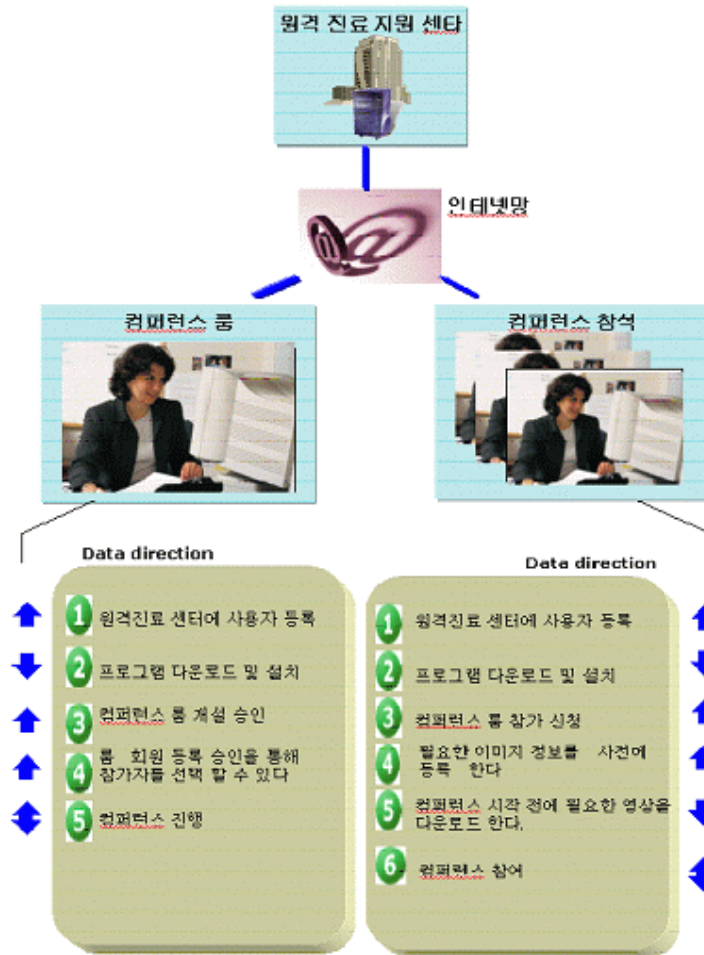 원격 진료 지원 센타
인테넷망
컴퍼런스 룸
컴퍼런스 참석
Data direction
1 원격진료 센터에 사용자 등록
2 프로그램 다운로드 및 설치
3 컴퍼런스 룸 개설 승인
4 룸 회원 등록 승인을 통해
참가자를 선택 할 수 있다
5 컴퍼런스 진행
Data direction
1 원격진료 센터에 사용자 등록
2 프로그램 다운로드 및 설치
3 컴퍼런스 룸 참가 신청
4 필요한 이미지 정보를 사전에
등록 한다
5 컴퍼런스 시작 전에 필요한 영상을
다운로드 한다.
6 컴퍼렌스 참여